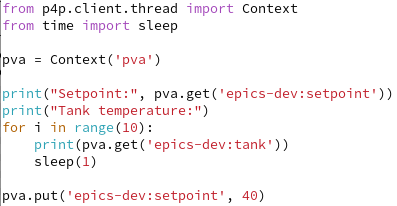 from p4p.client.thread import Context
from time import sleep
pva = Context('pva')
print("Setpoint:", pva.get('epics-dev:setpoint'))
print("Tank temperature:")
for i in range(10):
    print(pva.get('epics-dev:tank'))
    sleep(1)
pva.put('epics-dev:setpoint', 40)